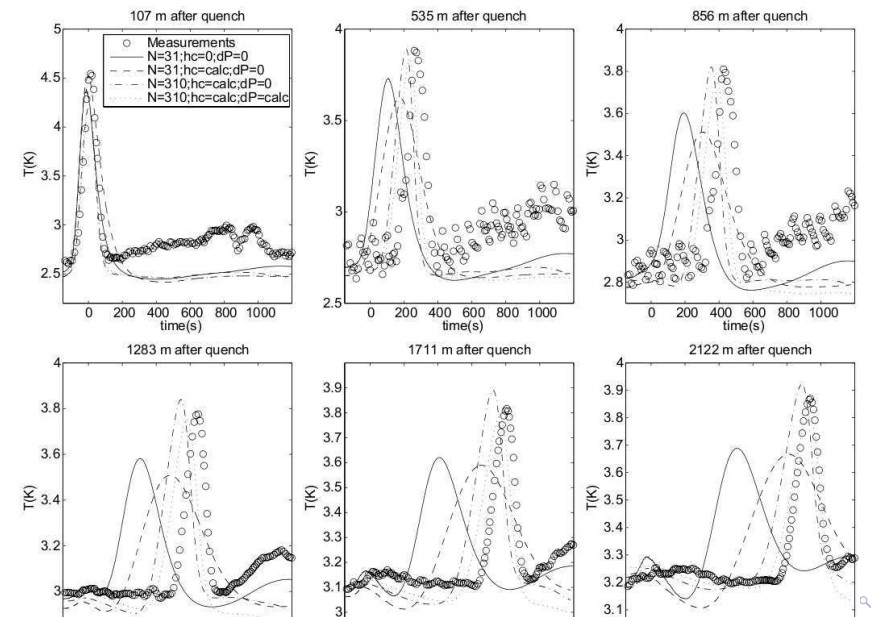 107 m after quench
535 m after quench
856 m after quench
5
4.5
4
3.5
3
2.5
T(K)
Measurements
N=31;hc=0;dP=0
N=31;hc=calc;dP=0
N=310;hc=calc;dP=0
N=310;hc=calc;dP=calc
0 200 400 600 800 1000
time(s)
4
3.5
3
2.5
T(K)
0 200 400 600 800 1000
time(s)
4
3.8
3.6
3.4
3.2
3
2.8
T(K)
0 200 400 600 800 1000
time(s)
1283 m after quench
1711 m after quench
2122 m after quench
4
3.8
3.6
3.4
3.2
3
T(K)
3.9
3.8
3.7
3.6
3.5
3.4
3.3
3.2
3.1
3
T(K)
4
3.9
3.8
3.7
3.6
3.5
3.4
3.3
3.2
3.1
T(K)